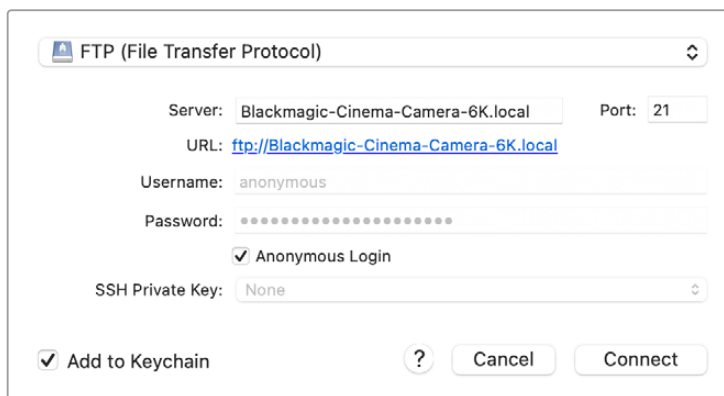 FTP (File Transfer Protocol)
Server: Blackmagic-Cinema-Camera-6K.local Port: 21
URL: ftp://Blackmagic-Cinema-Camera-6K.local
Username: anonymous
Password: ●●●●●●●●●●●●●●●●●●●●●
Anonymous Login
SSH Private Key: None
Add to Keychain ? Cancel Connect